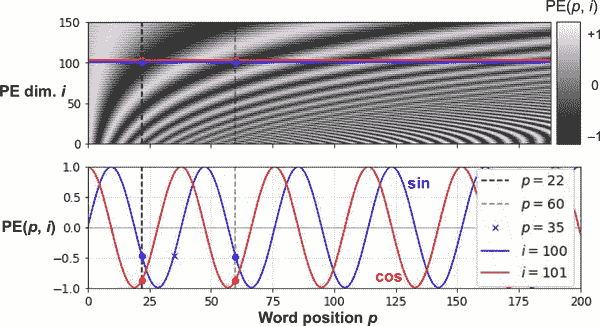 PE(p, i)
150
100
50
0
PE dim. i
+1
0
−1
1.0
0.5
0.0
−0.5
−1.0
PE(p, i)
sin
cos
p = 22
p = 60
p = 35
i = 100
i = 101
0 25 50 75 100 125 150 175 200
Word position p